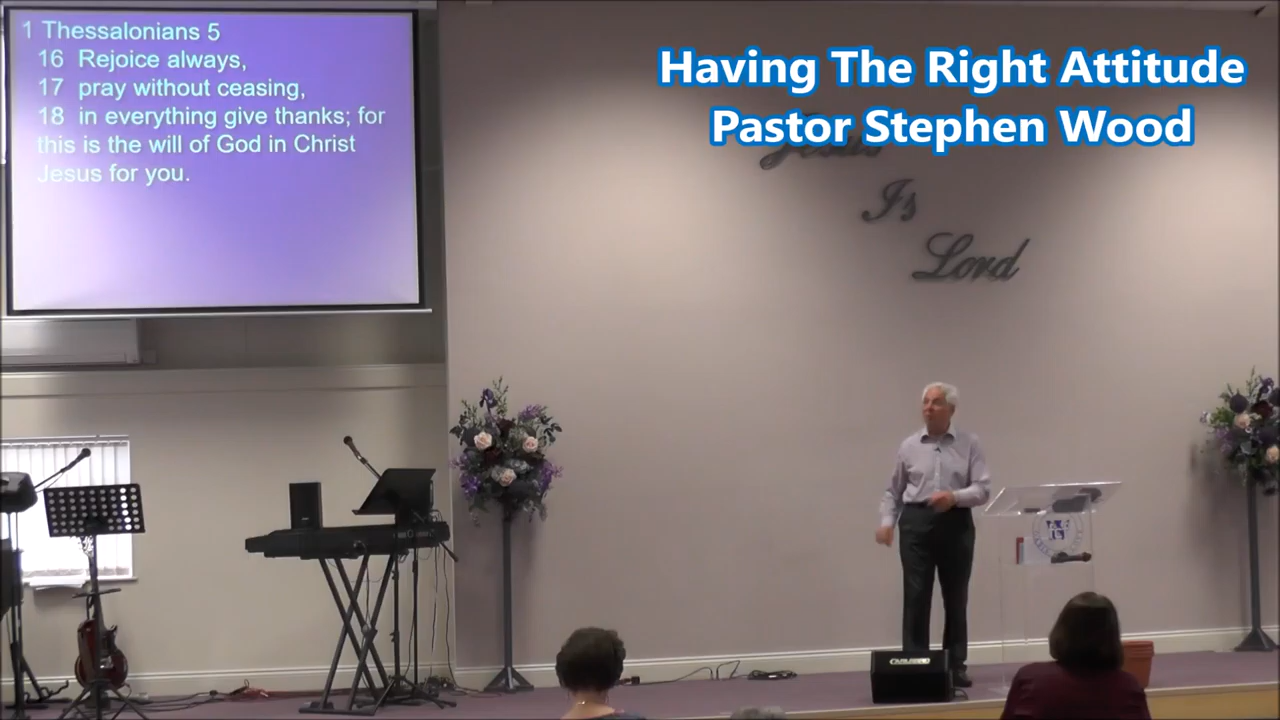 1 Thessalonians 5
16 Rejoice always,
17 pray without ceasing,
18 in everything give thanks; for
this is the will of God in Christ
Jesus for you.
Having The Right Attitude
Pastor Stephen Wood
Jesus
Is
Lord